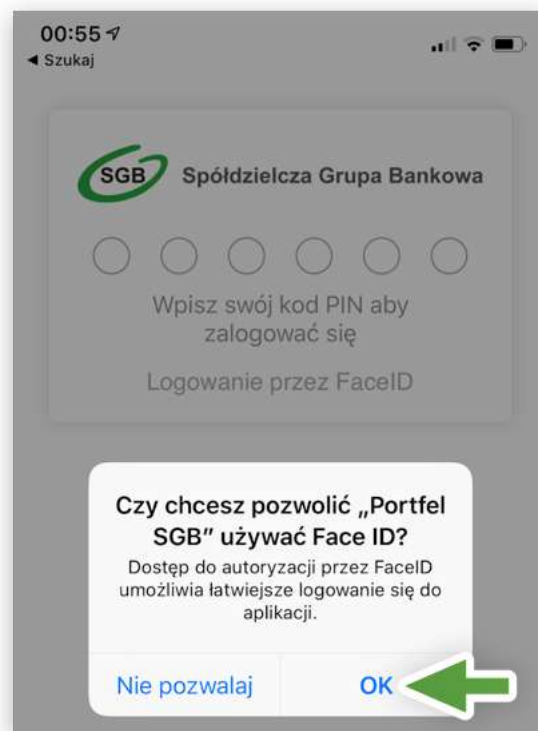 00:55
◀ Szukaj
SGB Spółdzielcza Grupa Bankowa
Wpisz swój kod PIN aby
zalogować się
Logowanie przez FaceID
Czy chcesz pozwolić „Portfel
SGB” używać Face ID?
Dostęp do autoryzacji przez FaceID
umożliwia łatwiejsze logowanie się do
aplikacji.
Nie pozwalaj OK